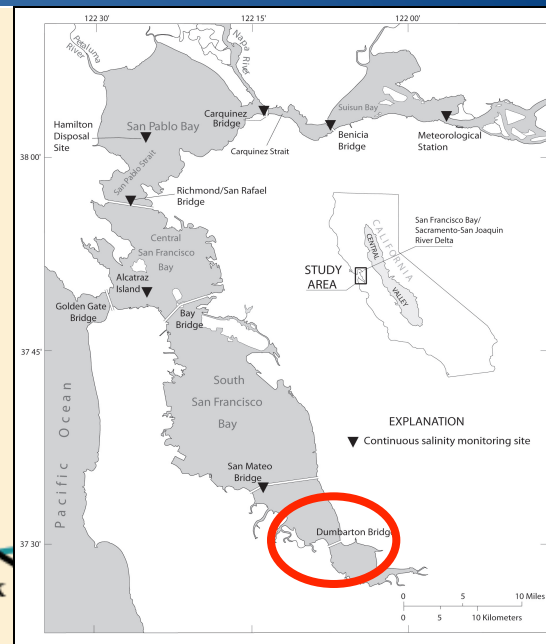 122 30'
122 15'
122 00'
Petaluma
River
Napa River
Hamilton
Disposal
Site
San Pablo Bay
Carquinez
Bridge
Suisun Bay
Carquinez Strait
Benicia
Bridge
Meteorological
Station
38 00'
San Pablo Strait
Richmond/San Rafael
Bridge
Central
San Francisco
Bay
Alcatraz
Island
Golden Gate
Bridge
Bay
Bridge
CALIFORNIA
CENTRAL
VALLEY
San Francisco Bay/
Sacramento-San Joaquin
River Delta
STUDY
AREA
37 45'
South
San Francisco
Bay
Pacific Ocean
EXPLANATION
Continuous salinity monitoring site
San Mateo
Bridge
Dumbarton Bridge
37 30'
0 5 10 Miles
0 5 10 Kilometers